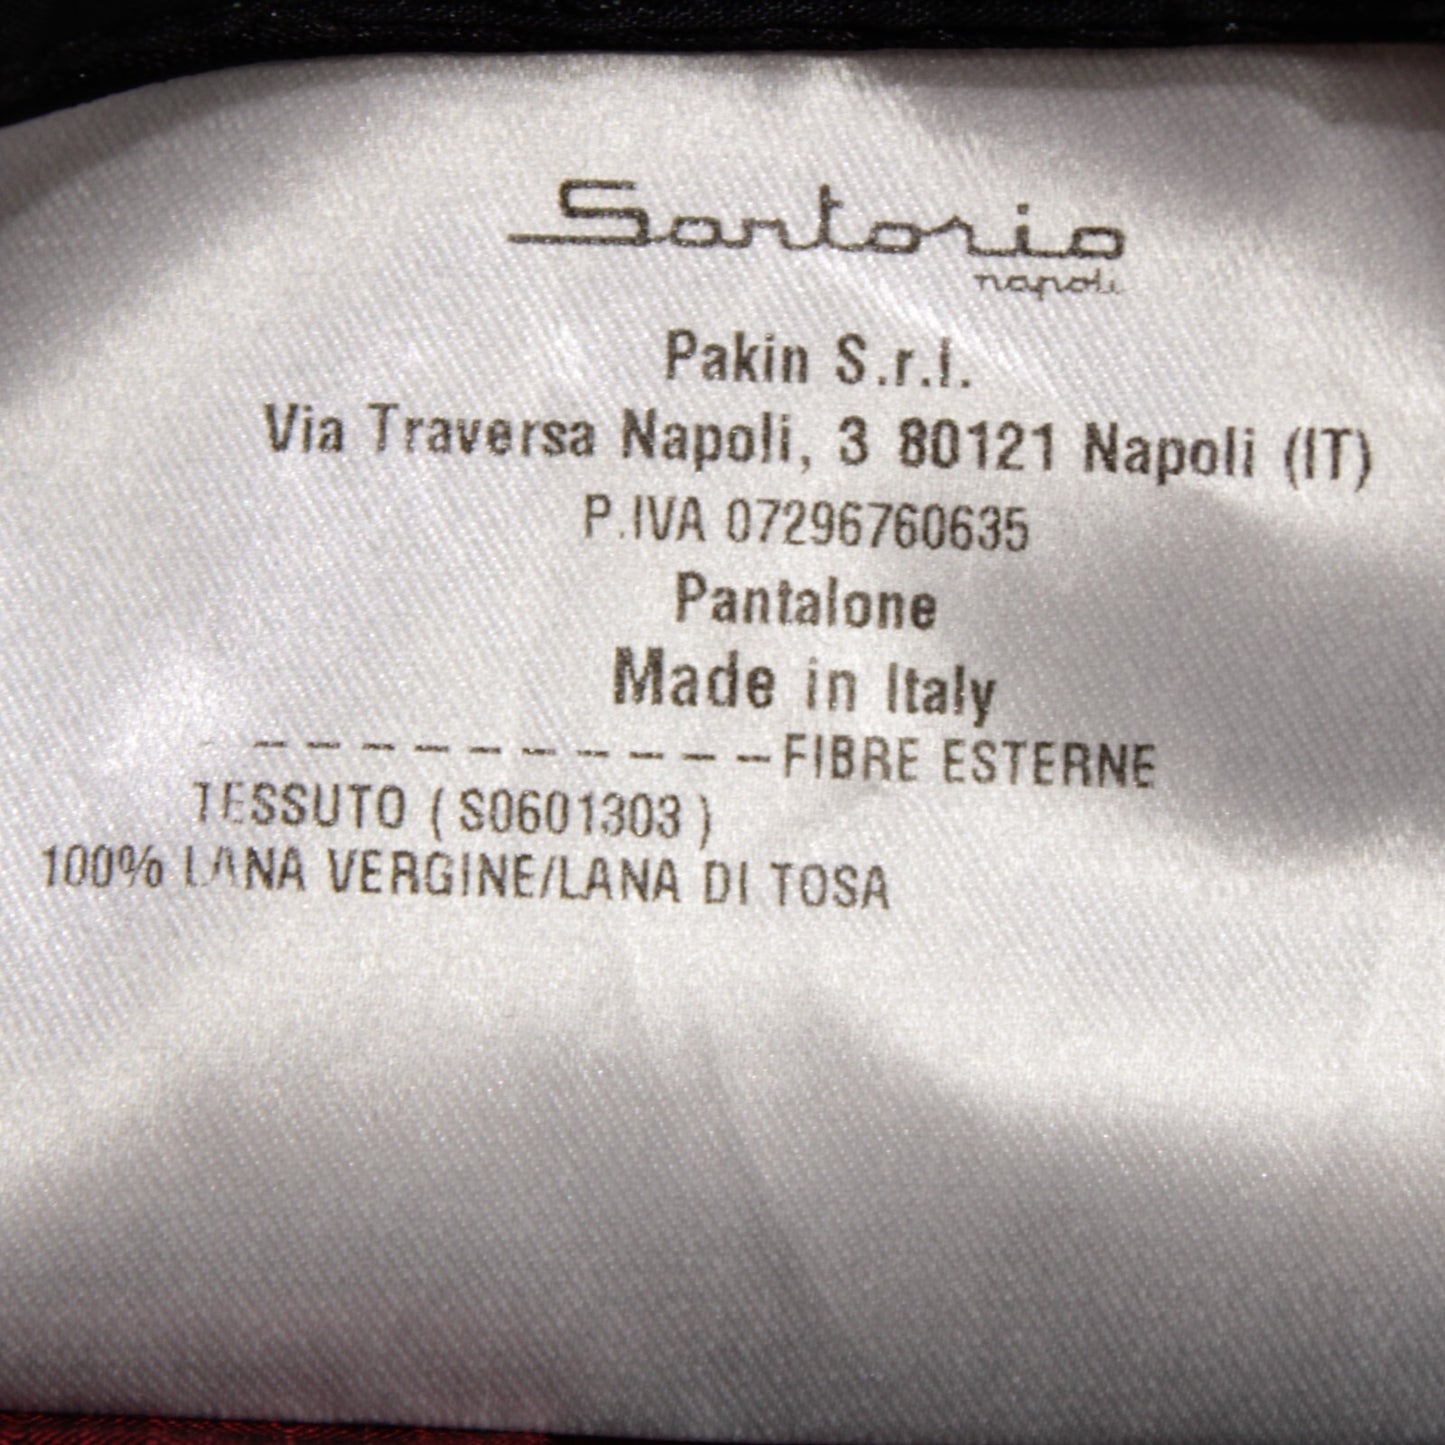 Sartorio
napoli
Pakin S.r.l.
Via Traversa Napoli, 3 80121 Napoli (IT)
P.IVA 07296760635
Pantalone
Made in Italy
-----------FIBRE ESTERNE
TESSUTO ( S0601303 )
100% LANA VERGINE/LANA DI TOSA